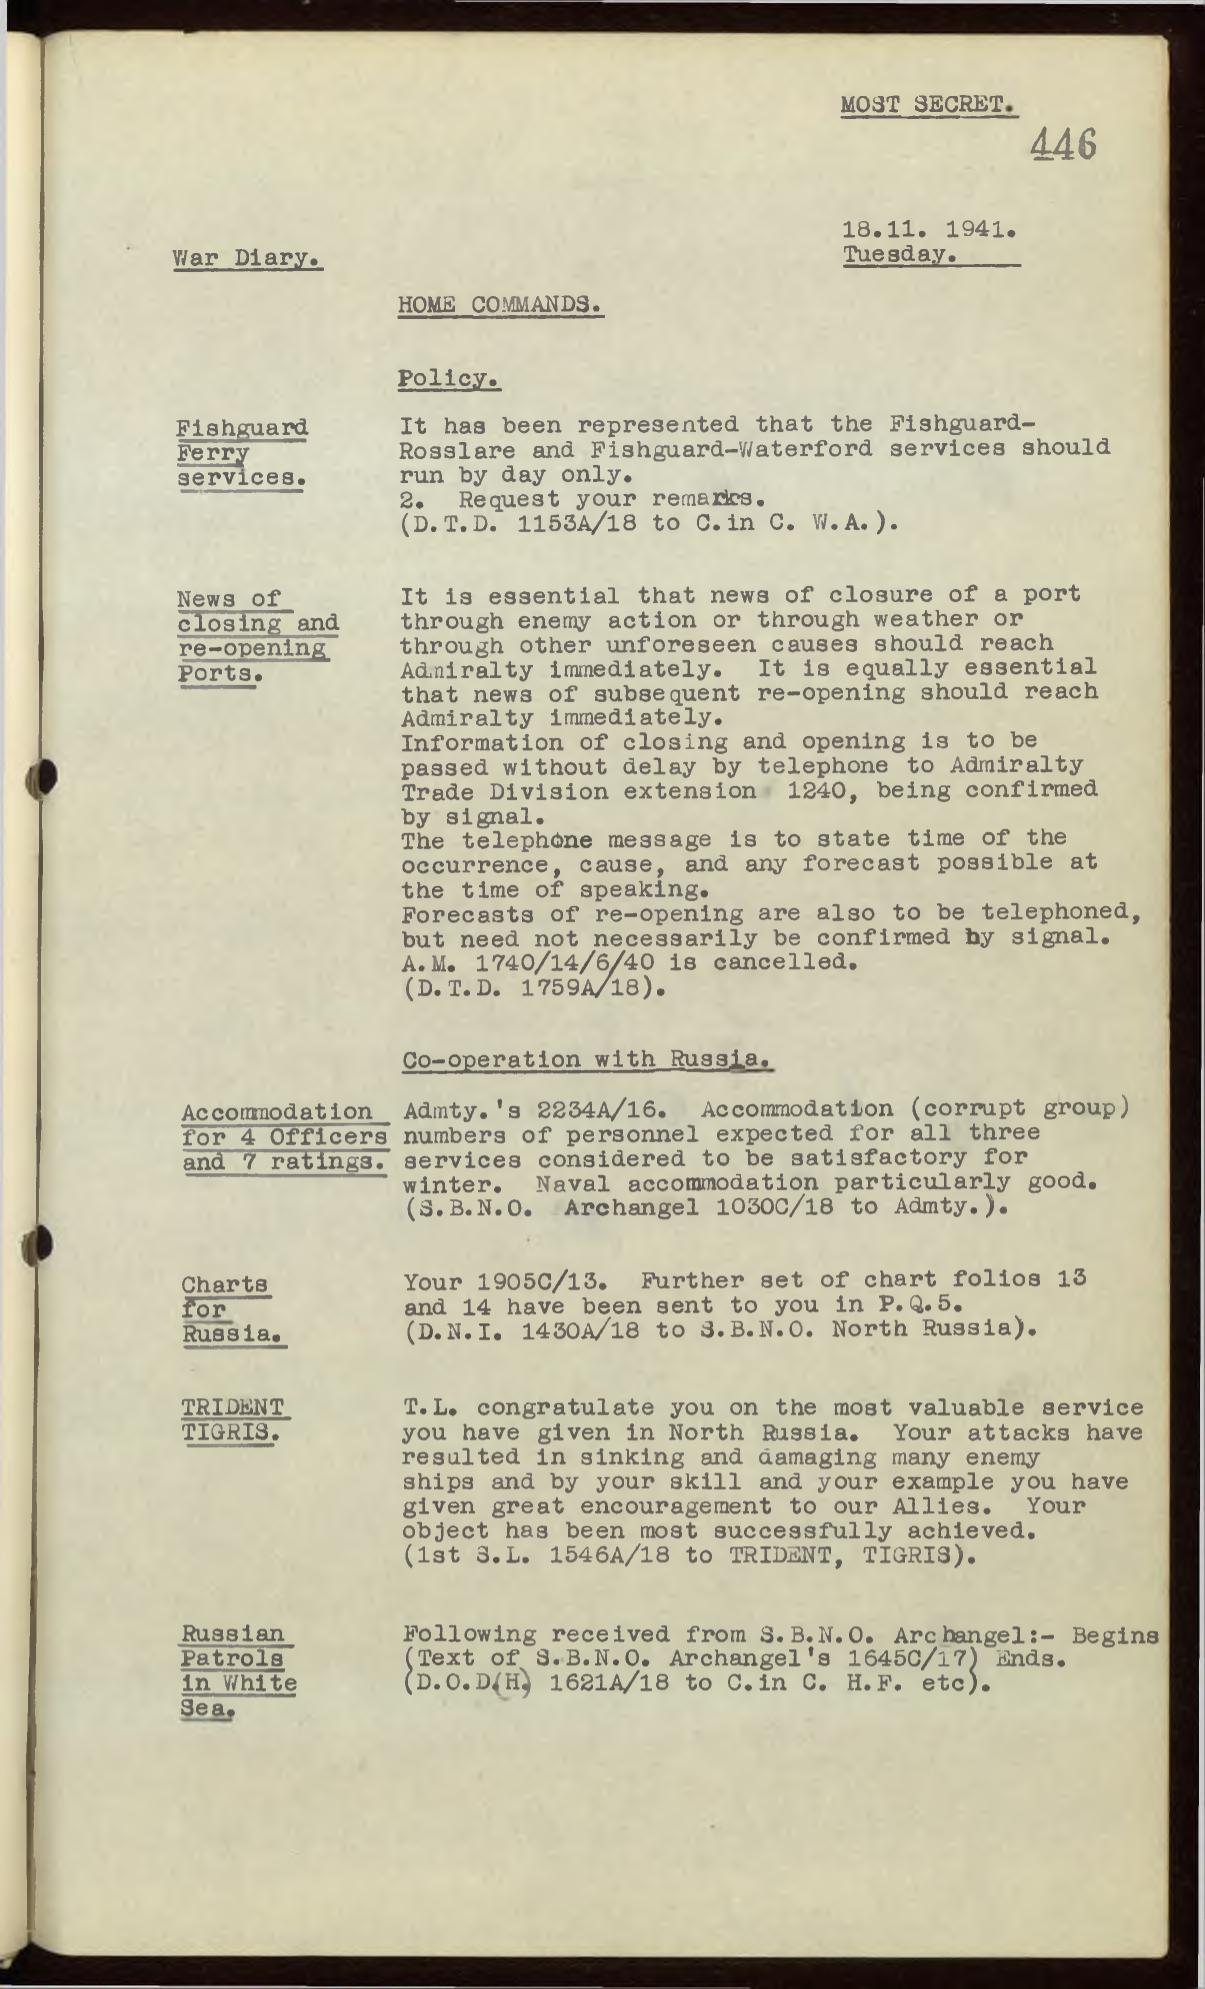 MOST SECRET.
446
18.11. 1941.
War Diary.
Tuesday.
HOME COMMANDS.
Policy.
Fishguard
Ferry
services.
It has been represented that the Fishguard-
Rosslare and Fishguard-Waterford services should
run by day only.
2. Request your remarks.
(D.T.D. 1153A/18 to C.in C. W.A.).
News of
closing and
re-opening
Ports.
It is essential that news of closure of a port
through enemy action or through weather or
through other unforeseen causes should reach
Admiralty immediately. It is equally essential
that news of subsequent re-opening should reach
Admiralty immediately.
Information of closing and opening is to be
passed without delay by telephone to Admiralty
Trade Division extension 1240, being confirmed
by signal.
The telephone message is to state time of the
occurrence, cause, and any forecast possible at
the time of speaking.
Forecasts of re-opening are also to be telephoned,
but need not necessarily be confirmed by signal.
A.M. 1740/14/6/40 is cancelled.
(D.T.D. 1759A/18).
Co-operation with Russia.
Accommodation
for 4 Officers
and 7 ratings.
Admty.'s 2234A/16. Accommodation (corrupt group)
numbers of personnel expected for all three
services considered to be satisfactory for
winter. Naval accommodation particularly good.
(S.B.N.O. Archangel 1030C/18 to Admty.).
Charts
for
Russia.
Your 1905C/13. Further set of chart folios 13
and 14 have been sent to you in P.Q.5.
(D.N.I. 1430A/18 to S.B.N.O. North Russia).
TRIDENT
TIGRIS.
T.L. congratulate you on the most valuable service
you have given in North Russia. Your attacks have
resulted in sinking and damaging many enemy
ships and by your skill and your example you have
given great encouragement to our Allies. Your
object has been most successfully achieved.
(1st S.L. 1546A/18 to TRIDENT, TIGRIS).
Russian
Patrols
in White
Sea.
Following received from S.B.N.O. Archangel:- Begins
(Text of S.B.N.O. Archangel's 1645C/17) Ends.
(D.O.D(H) 1621A/18 to C.in C. H.F. etc).